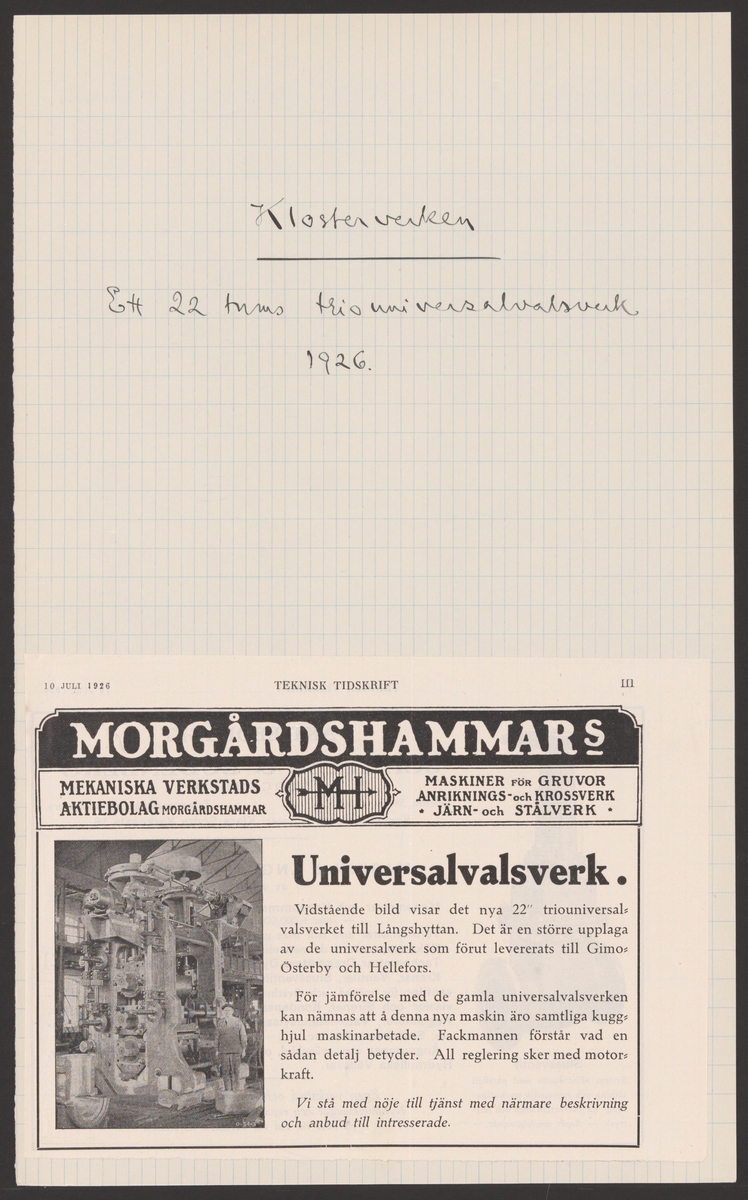 Klosterverken
Ett 22 tums triouniversalvalsverk
1926.
10 JULI 1926
TEKNISK TIDSKRIFT
III
MORGÅRDSHAMMARS
MEKANISKA VERKSTADS
AKTIEBOLAG MORGÅRDSHAMMAR
MH
MASKINER FÖR GRUVOR
ANRIKNINGS- och KROSSVERK
* JÄRN- och STÅLVERK *
Universalvalsverk.
Vidstående bild visar det nya 22" triouniversal=
valsverket till Långshyttan. Det är en större upplaga
av de universalverk som förut levererats till Gimo=
Österby och Hellefors.
För jämförelse med de gamla universalvalsverken
kan nämnas att å denna nya maskin äro samtliga kugg=
hjul maskinarbetade. Fackmannen förstår vad en
sådan detalj betyder. All reglering sker med motor=
kraft.
Vi stå med nöje till tjänst med närmare beskrivning
och anbud till intresserade.